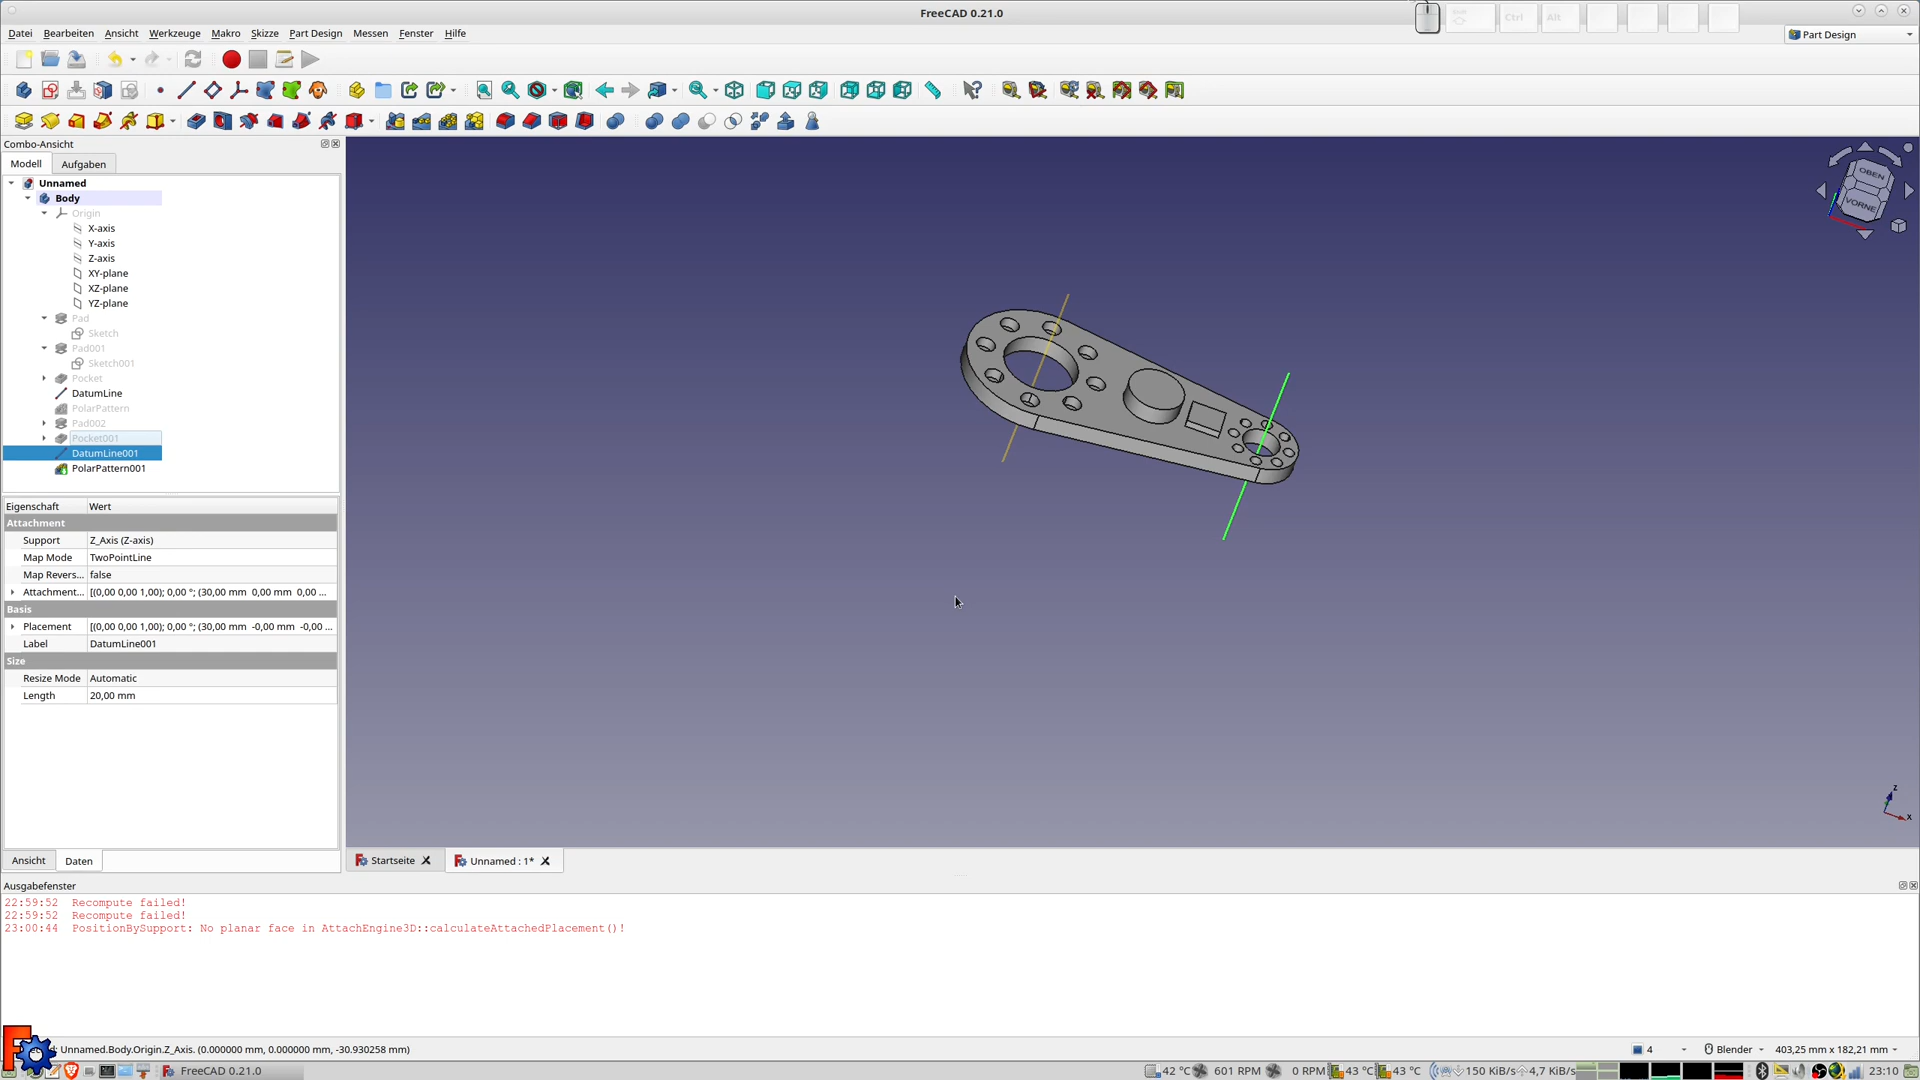 FreeCAD 0.21.0
Ctrl
Alt
Datei Bearbeiten Ansicht Werkzeuge Makro Skizze Part Design Messen Fenster Hilfe
Part Design
Combo-Ansicht
Modell Aufgaben
Unnamed
Body
Origin
X-axis
Y-axis
Z-axis
XY-plane
XZ-plane
YZ-plane
Pad
Sketch
Pad001
Sketch001
Pocket
DatumLine
PolarPattern
Pad002
Pocket001
DatumLine001
PolarPattern001
OBEN
VORNE
Eigenschaft Wert
Attachment
Support Z_Axis (Z-axis)
Map Mode TwoPointLine
Map Revers... false
Attachment... [(0,00 0,00 1,00); 0,00 °; (30,00 mm 0,00 mm 0,00 ...
Basis
Placement [(0,00 0,00 1,00); 0,00 °; (30,00 mm -0,00 mm -0,00 ...
Label DatumLine001
Size
Resize Mode Automatic
Length 20,00 mm
z
x
Ansicht Daten
Startseite
Unnamed : 1*
Ausgabefenster
22:59:52 Recompute failed!
22:59:52 Recompute failed!
23:00:44 PositionBySupport: No planar face in AttachEngine3D::calculateAttachedPlacement()!
Unnamed.Body.Origin.Z_Axis. (0.000000 mm, 0.000000 mm, -30.930258 mm)
4
Blender
403,25 mm x 182,21 mm
FreeCAD 0.21.0
42 °C 601 RPM 0 RPM 43 °C 43 °C 150 KiB/s 4,7 KiB/s
23:10